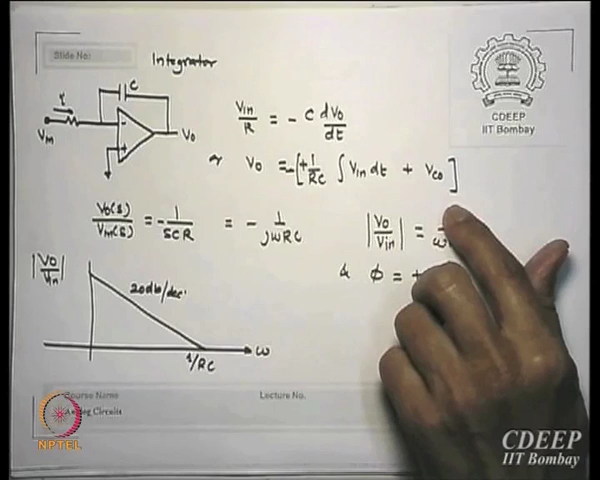 Slide No:
Integrator
CDEEP
IIT Bombay
C
Vin
Vo
- +
Vin/R = - C dVo/dt
Vo = -[+1/RC ∫ Vin dt + Vco]
Vo(s)/Vin(s) = - 1/SCR = - 1/jωRC
|Vo/Vin| =
& φ = +
|Vo/Vin|
20db/dec
1/RC
ω
Course Name
Lecture No.
Analog Circuits
NPTEL
CDEEP
IIT Bombay